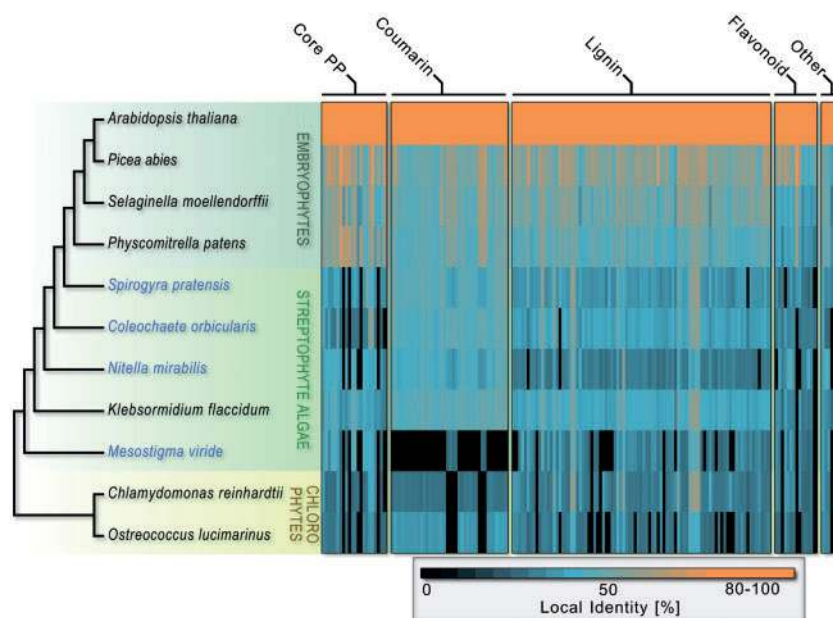 Core PP
Coumarin
Lignin
Flavonoid
Other
Arabidopsis thaliana
Picea abies
Selaginella moellendorffii
Physcomitrella patens
Spirogyra pratensis
Coleochaete orbicularis
Nitella mirabilis
Klebsormidium flaccidum
Mesostigma viride
Chlamydomonas reinhardtii
Ostreococcus lucimarinus
EMBRYOPHYTES
STREPTOPHYTE ALGAE
CHLORO
PHYTES
0 50 80-100
Local Identity [%]